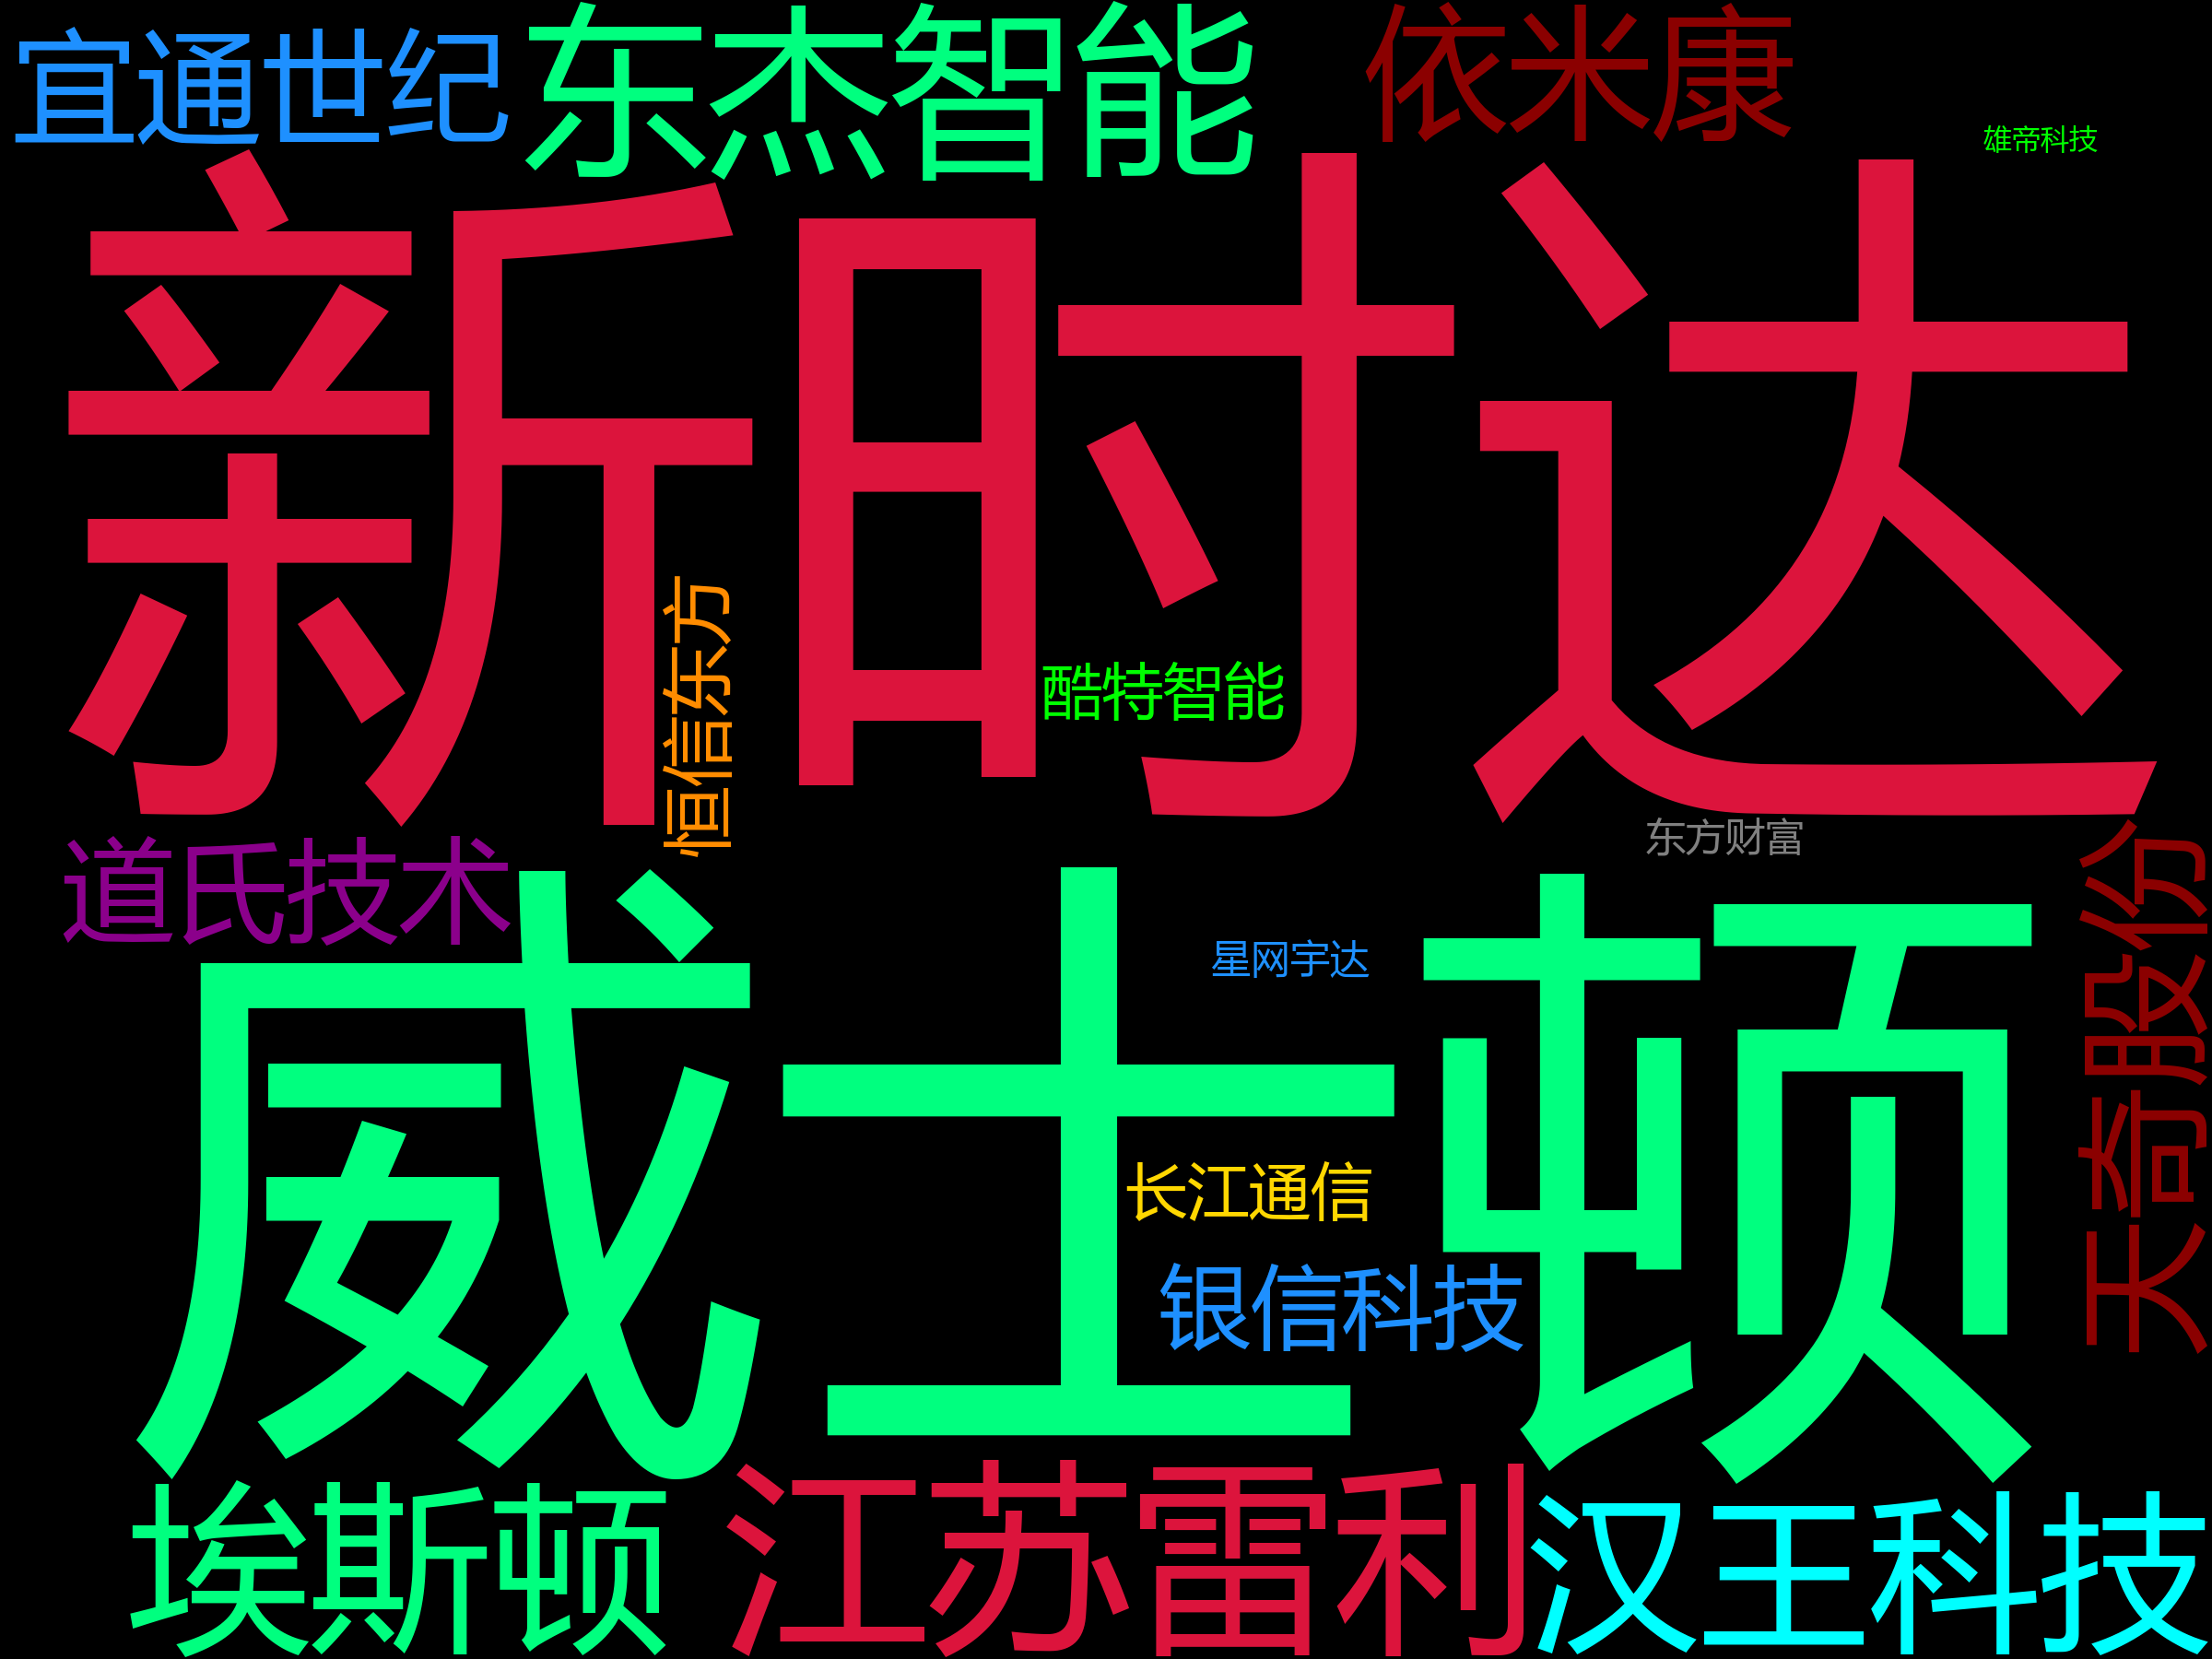 宜通世纪
东杰智能
依米康
雄帝科技
新时达
恒信东方
酷特智能
道氏技术
东方财富
星网宇达
威士顿
天奇股份
长江通信
银信科技
埃斯顿
江苏雷利
汉王科技